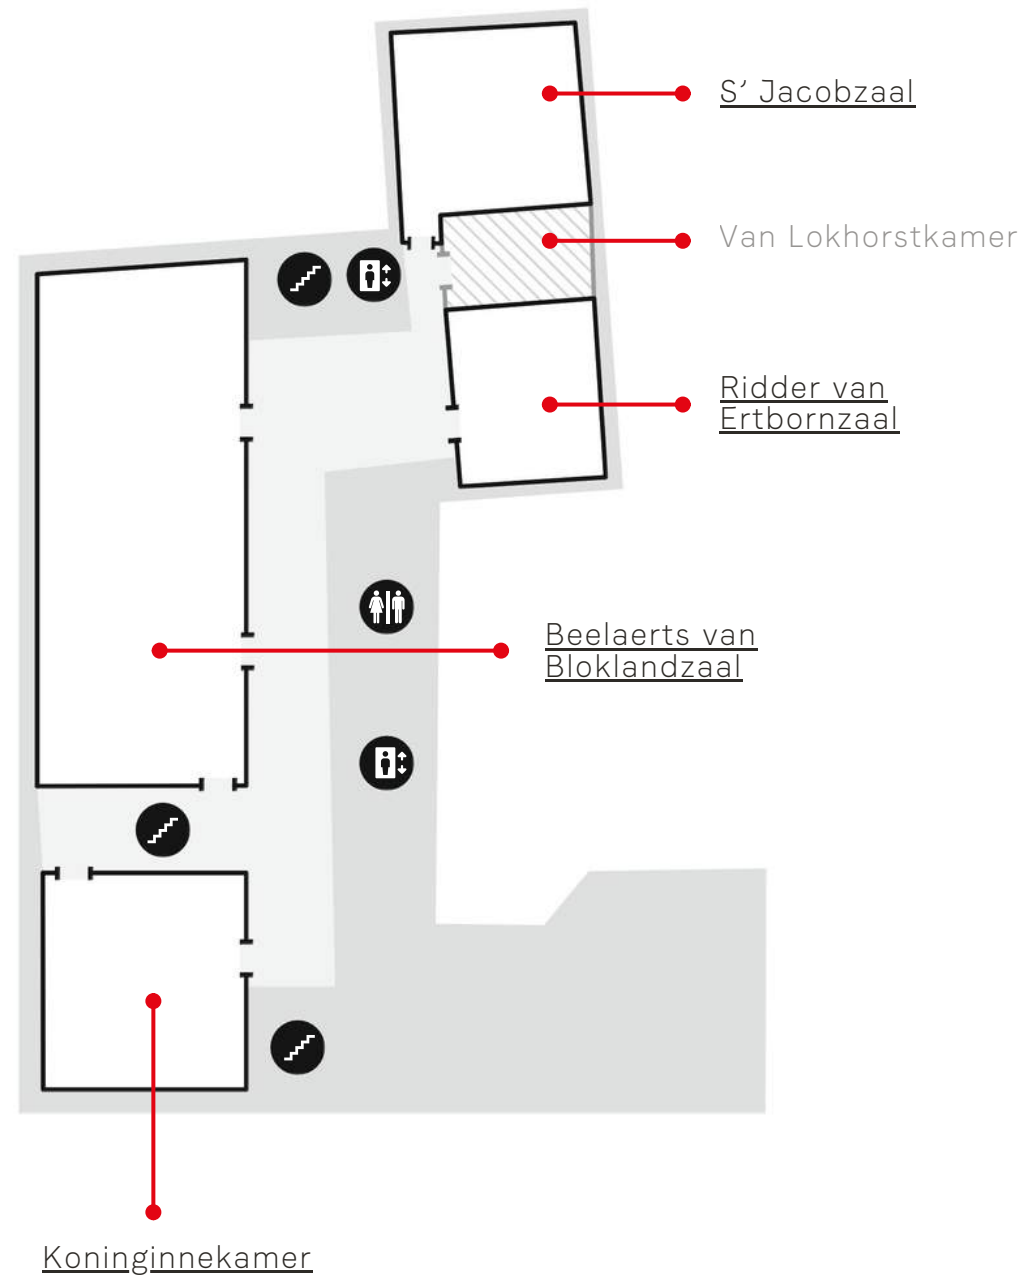 S’ Jacobzaal
Van Lokhorstkamer
Ridder van
Ertbornzaal
Beelaerts van
Bloklandzaal
Koninginnekamer